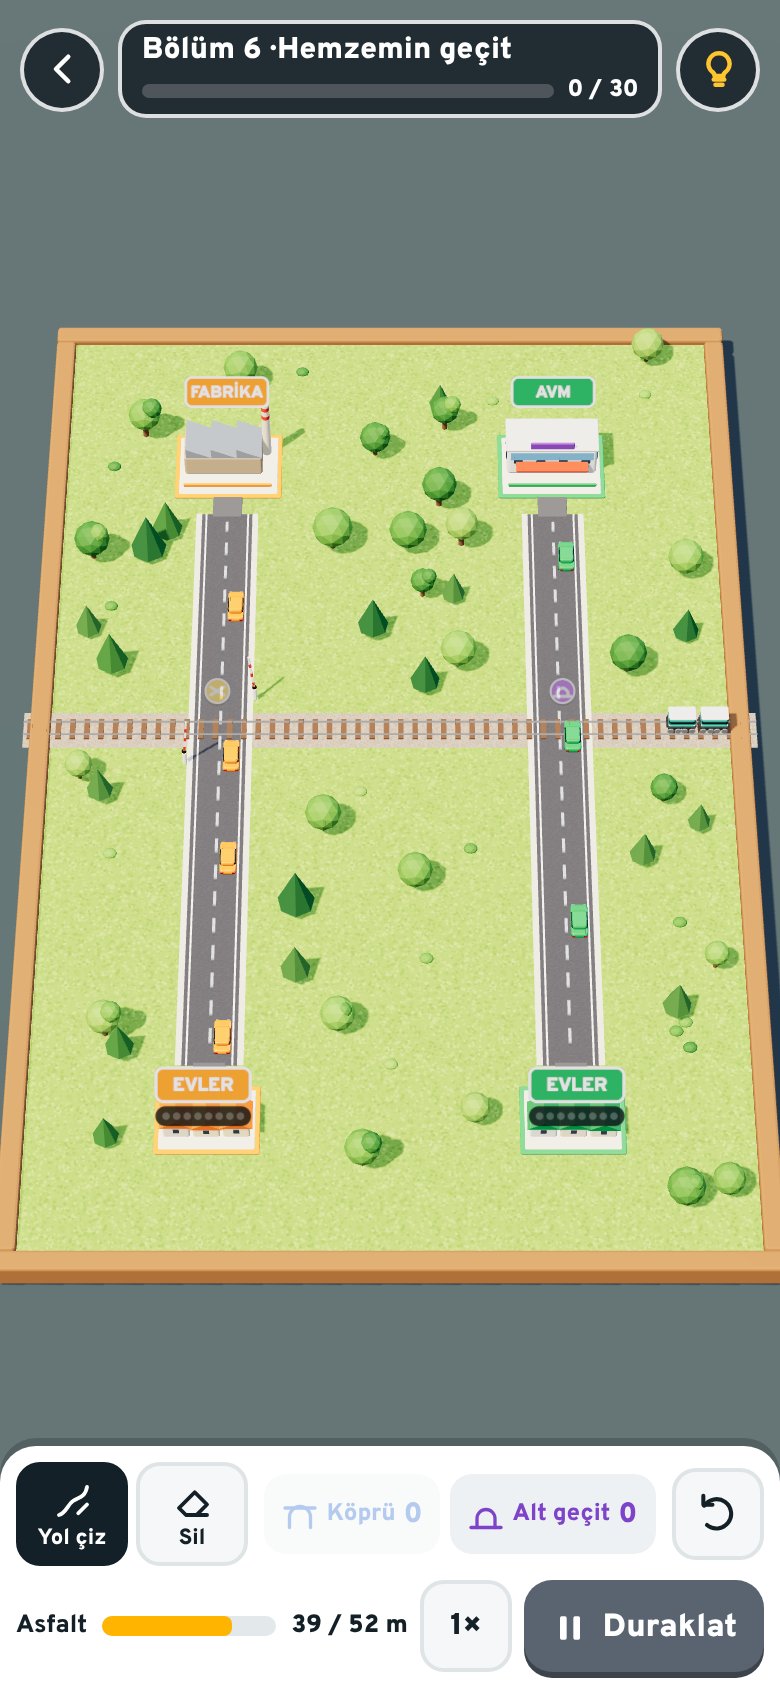 Bölüm 6 ·Hemzemin geçit
0 / 30
FABRİKA
AVM
EVLER
EVLER
Yol çiz
Sil
Köprü 0
Alt geçit 0
Asfalt
39 / 52 m
1×
Duraklat